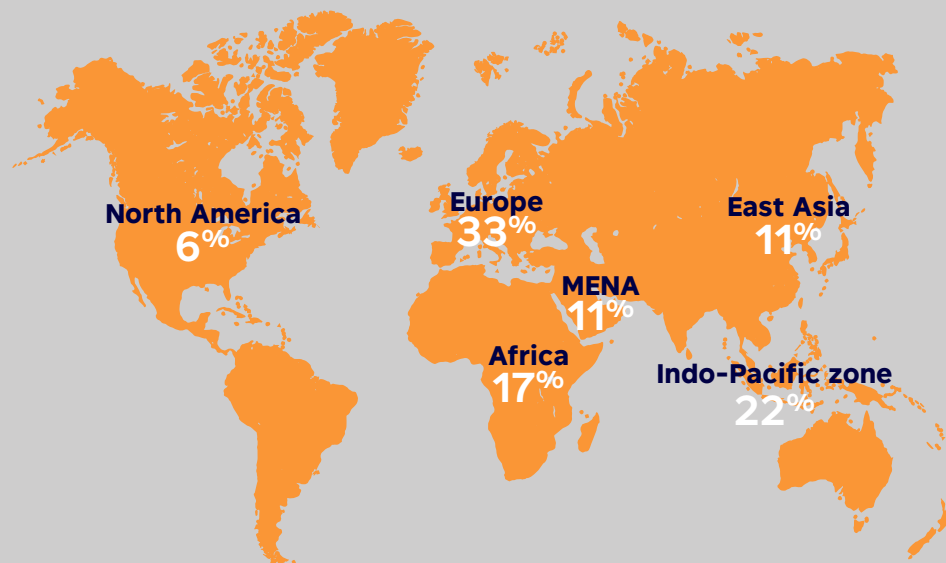 North America
6%
Europe
33%
East Asia
11%
MENA
11%
Africa
17%
Indo-Pacific zone
22%